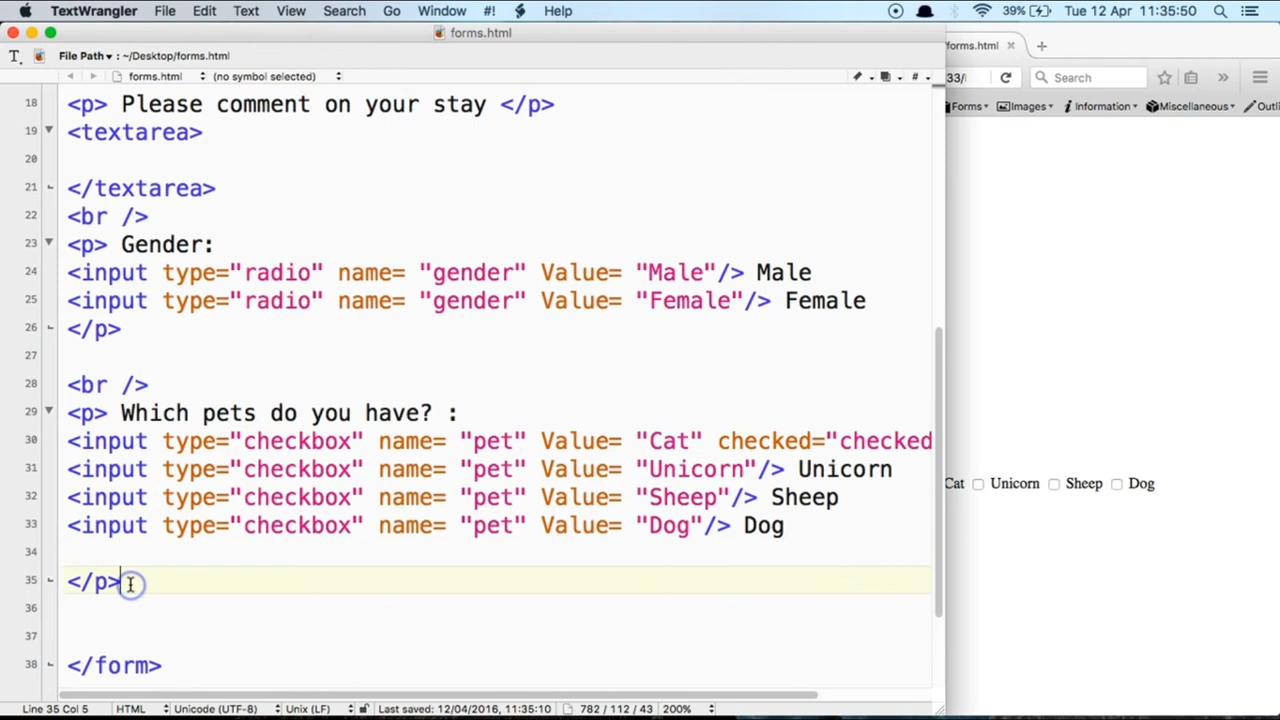 TextWrangler File Edit Text View Search Go Window #! Help 39% Tue 12 Apr 11:35:50
forms.html
/forms.html
File Path : ~/Desktop/forms.html
forms.html (no symbol selected)
33/ Search
Forms Images Information Miscellaneous Outli
18 <p> Please comment on your stay </p>
19 <textarea>
20
21 </textarea>
22 <br />
23 <p> Gender:
24 <input type="radio" name= "gender" Value= "Male"/> Male
25 <input type="radio" name= "gender" Value= "Female"/> Female
26 </p>
27
28 <br />
29 <p> Which pets do you have? :
30 <input type="checkbox" name= "pet" Value= "Cat" checked="checked
31 <input type="checkbox" name= "pet" Value= "Unicorn"/> Unicorn
32 <input type="checkbox" name= "pet" Value= "Sheep"/> Sheep
33 <input type="checkbox" name= "pet" Value= "Dog"/> Dog
34
35 </p>
36
37
38 </form>
Cat Unicorn Sheep Dog
Line 35 Col 5 HTML Unicode (UTF-8) Unix (LF) Last saved: 12/04/2016, 11:35:10 782 / 112 / 43 200%